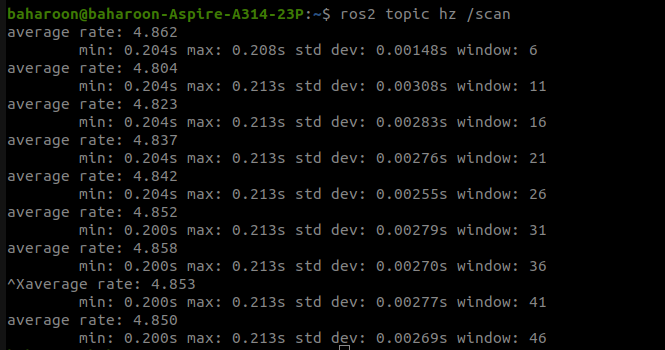 baharoon@baharoon-Aspire-A314-23P:~$ ros2 topic hz /scan
average rate: 4.862
	min: 0.204s max: 0.208s std dev: 0.00148s window: 6
average rate: 4.804
	min: 0.204s max: 0.213s std dev: 0.00308s window: 11
average rate: 4.823
	min: 0.204s max: 0.213s std dev: 0.00283s window: 16
average rate: 4.837
	min: 0.204s max: 0.213s std dev: 0.00276s window: 21
average rate: 4.842
	min: 0.204s max: 0.213s std dev: 0.00255s window: 26
average rate: 4.852
	min: 0.200s max: 0.213s std dev: 0.00279s window: 31
average rate: 4.858
	min: 0.200s max: 0.213s std dev: 0.00270s window: 36
^Xaverage rate: 4.853
	min: 0.200s max: 0.213s std dev: 0.00277s window: 41
average rate: 4.850
	min: 0.200s max: 0.213s std dev: 0.00269s window: 46